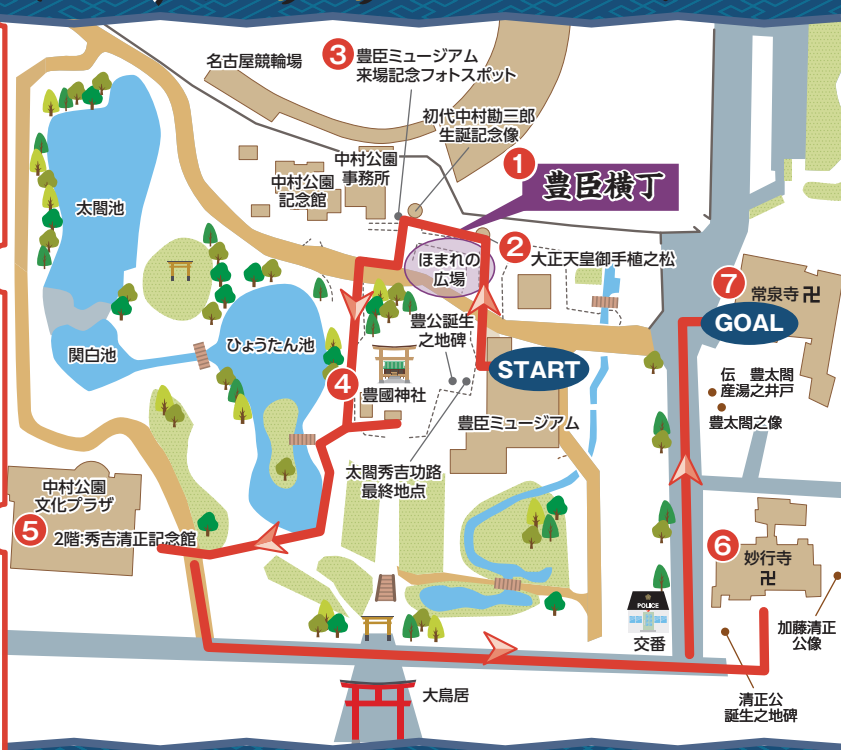 名古屋競輪場
3 豊臣ミュージアム
来場記念フォトスポット
初代中村勘三郎
生誕記念像
1 豊臣横丁
中村公園
事務所
中村公園
記念館
太閤池
ほまれの
広場
2 大正天皇御手植之松
7 常泉寺 卍
GOAL
関白池
ひょうたん池
豊公誕生
之地碑
START
4 豊國神社
伝 豊太閤
産湯之井戸
豊太閤之像
豊臣ミュージアム
太閤秀吉功路
最終地点
中村公園
文化プラザ
5 2階:秀吉清正記念館
6 妙行寺
卍
POLICE
交番
加藤清正
公像
大鳥居
清正公
誕生之地碑